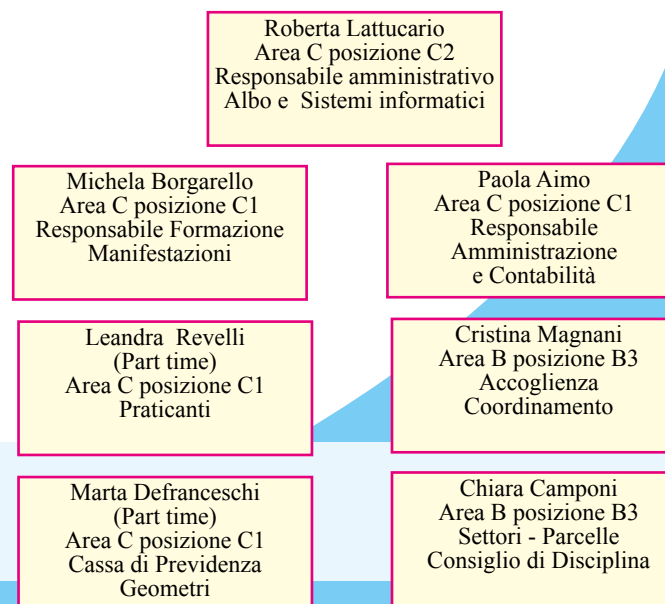 Roberta Lattucario
Area C posizione C2
Responsabile amministrativo
Albo e Sistemi informatici
Michela Borgarello
Area C posizione C1
Responsabile Formazione
Manifestazioni
Paola Aimo
Area C posizione C1
Responsabile
Amministrazione
e Contabilità
Leandra Revelli
(Part time)
Area C posizione C1
Praticanti
Cristina Magnani
Area B posizione B3
Accoglienza
Coordinamento
Marta Defranceschi
(Part time)
Area C posizione C1
Cassa di Previdenza
Geometri
Chiara Camponi
Area B posizione B3
Settori - Parcelle
Consiglio di Disciplina